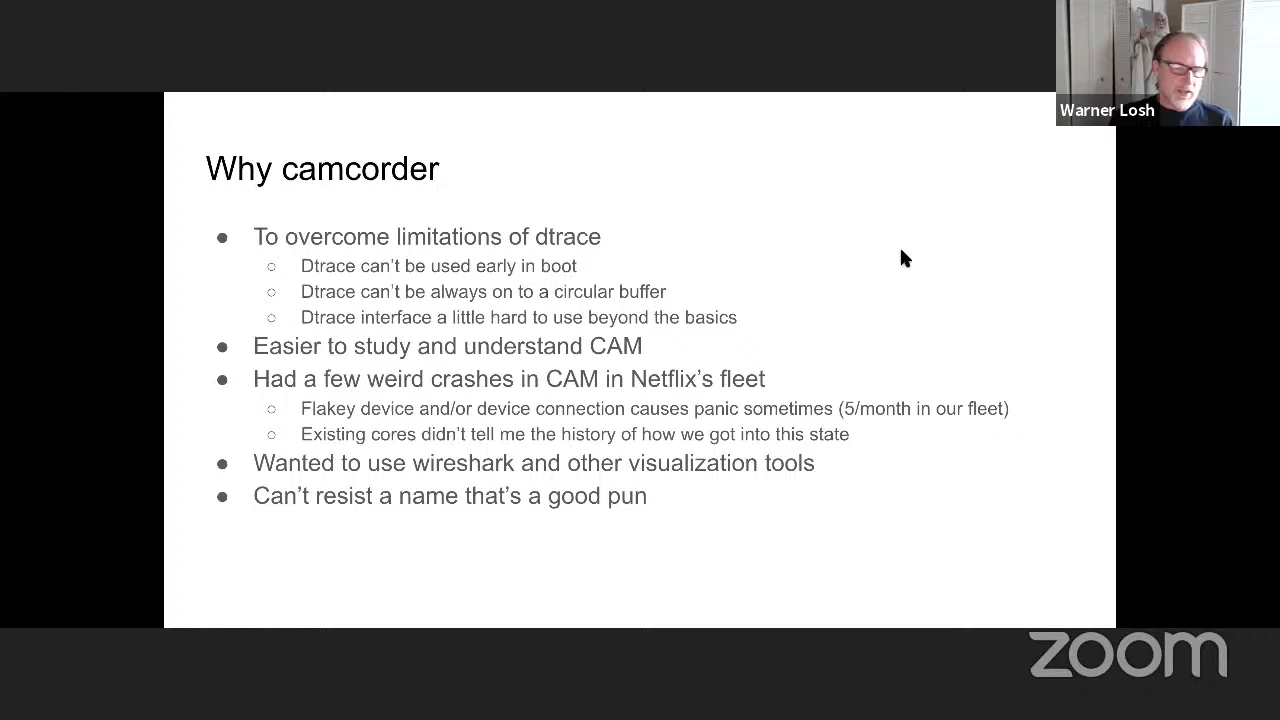 Warner Losh
Why camcorder
● To overcome limitations of dtrace
○ Dtrace can't be used early in boot
○ Dtrace can't be always on to a circular buffer
○ Dtrace interface a little hard to use beyond the basics
● Easier to study and understand CAM
● Had a few weird crashes in CAM in Netflix's fleet
○ Flakey device and/or device connection causes panic sometimes (5/month in our fleet)
○ Existing cores didn't tell me the history of how we got into this state
● Wanted to use wireshark and other visualization tools
● Can't resist a name that's a good pun
zoom